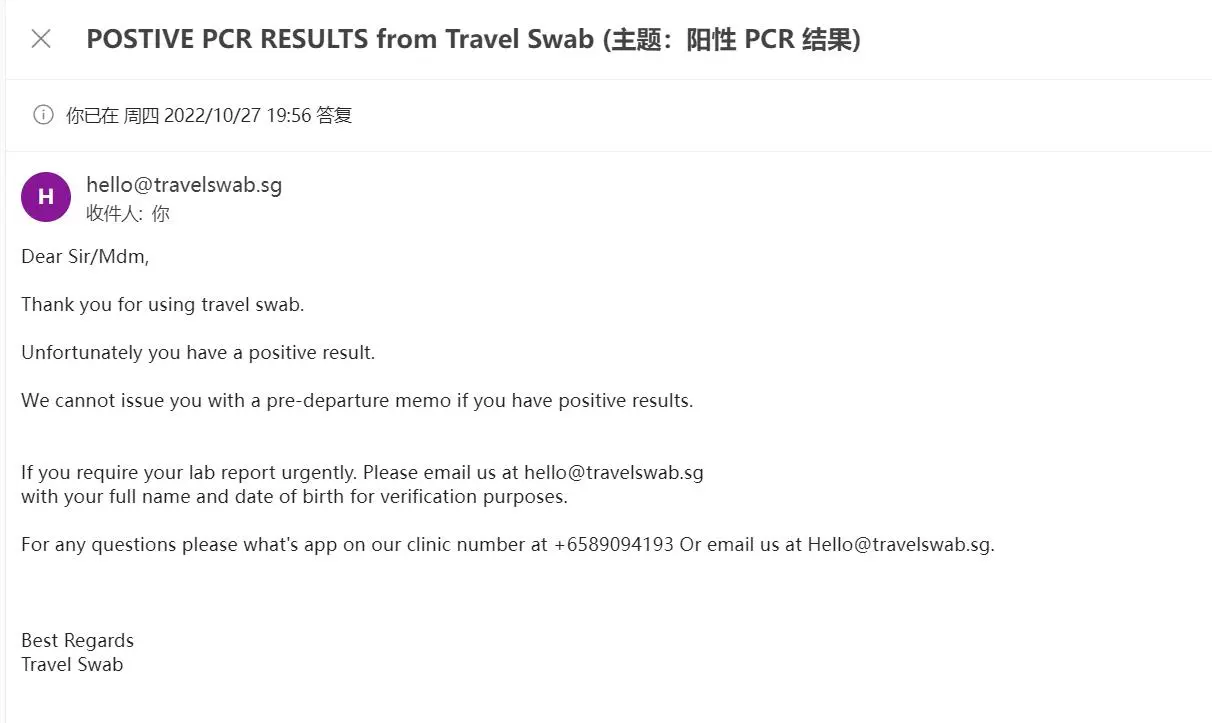 POSTIVE PCR RESULTS from Travel Swab (主题：阳性 PCR 结果)
你已在 周四 2022/10/27 19:56 答复
H
hello@travelswab.sg
收件人: 你
Dear Sir/Mdm,
Thank you for using travel swab.
Unfortunately you have a positive result.
We cannot issue you with a pre-departure memo if you have positive results.
If you require your lab report urgently. Please email us at hello@travelswab.sg
with your full name and date of birth for verification purposes.
For any questions please what's app on our clinic number at +6589094193 Or email us at Hello@travelswab.sg.
Best Regards
Travel Swab